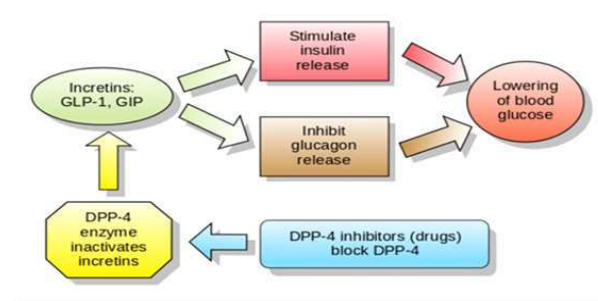 Stimulate
insulin
release
Incretins:
GLP-1, GIP
Lowering
of blood
glucose
Inhibit
glucagon
release
DPP-4
enzyme
inactivates
incretins
DPP-4 inhibitors (drugs)
block DPP-4